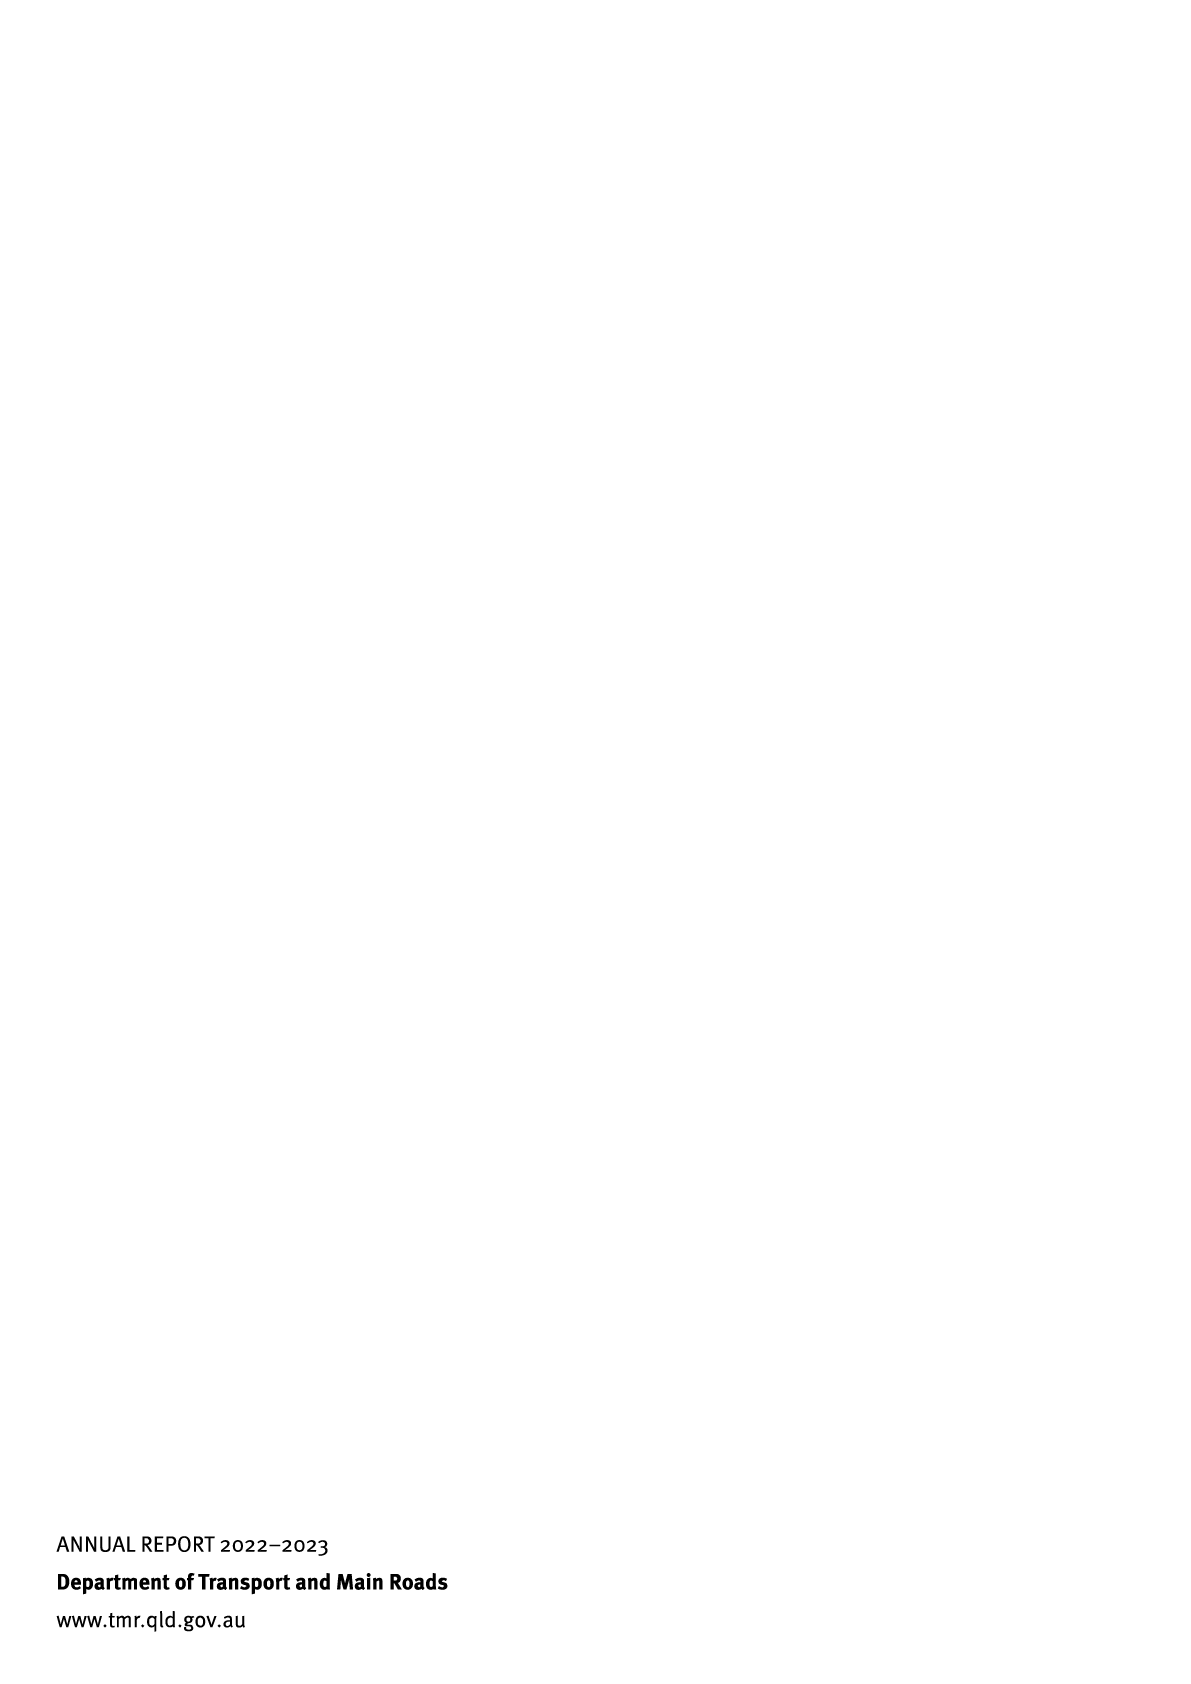 ANNUAL REPORT 2022–2023
Department of Transport and Main Roads
www.tmr.qld.gov.au